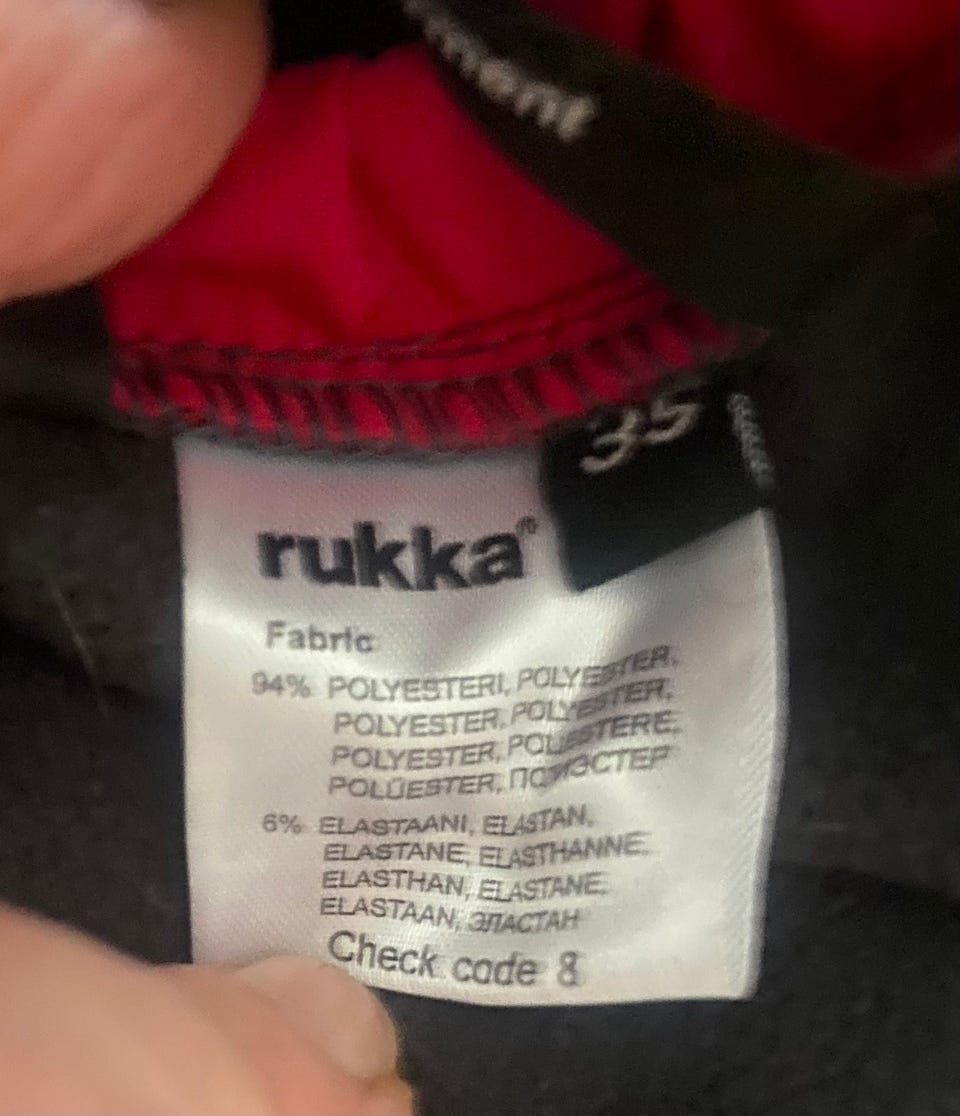 35
rukka®
Fabric
94% POLYESTERI, POLYESTER,
POLYESTER, POLYESTER,
POLYESTER, POLIESTERE,
POLÜESTER, ПОЛИЭСТЕР
6% ELASTAANI, ELASTAN,
ELASTANE, ELASTHANNE,
ELASTHAN, ELASTANE,
ELASTAAN, ЭЛАСТАН
Check code 8